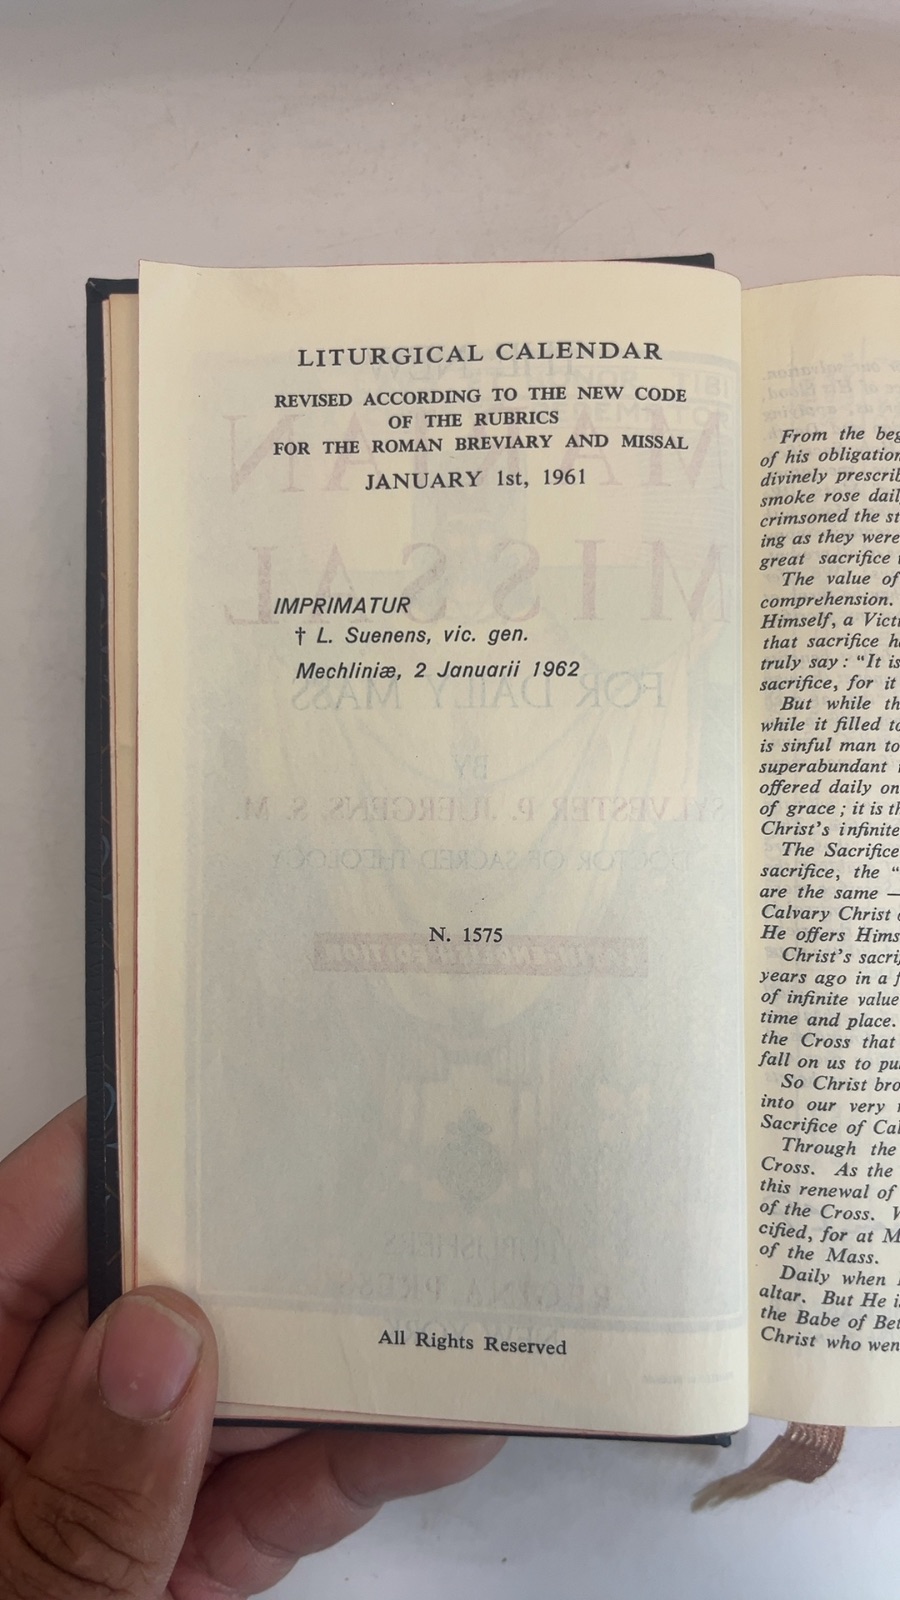 LITURGICAL CALENDAR
REVISED ACCORDING TO THE NEW CODE
OF THE RUBRICS
FOR THE ROMAN BREVIARY AND MISSAL
JANUARY 1st, 1961
IMPRIMATUR
† L. Suenens, vic. gen.
Mechliniæ, 2 Januarii 1962
N. 1575
All Rights Reserved
From the beg
of his obligation
divinely prescrib
smoke rose dail
crimsoned the st
ing as they were
great sacrifice
The value of
comprehension.
Himself, a Victi
that sacrifice ha
truly say: "It is
sacrifice, for it
But while th
while it filled to
is sinful man to
superabundant
offered daily on
of grace; it is th
Christ's infinite
The Sacrifice
sacrifice, the "
are the same —
Calvary Christ
He offers Hims
Christ's sacri
years ago in a f
of infinite value
time and place.
the Cross that
fall on us to pu
So Christ bro
into our very
Sacrifice of Cal
Through the
Cross. As the
this renewal of
of the Cross. W
cified, for at M
of the Mass.
Daily when
altar. But He i
the Babe of Bet
Christ who wen